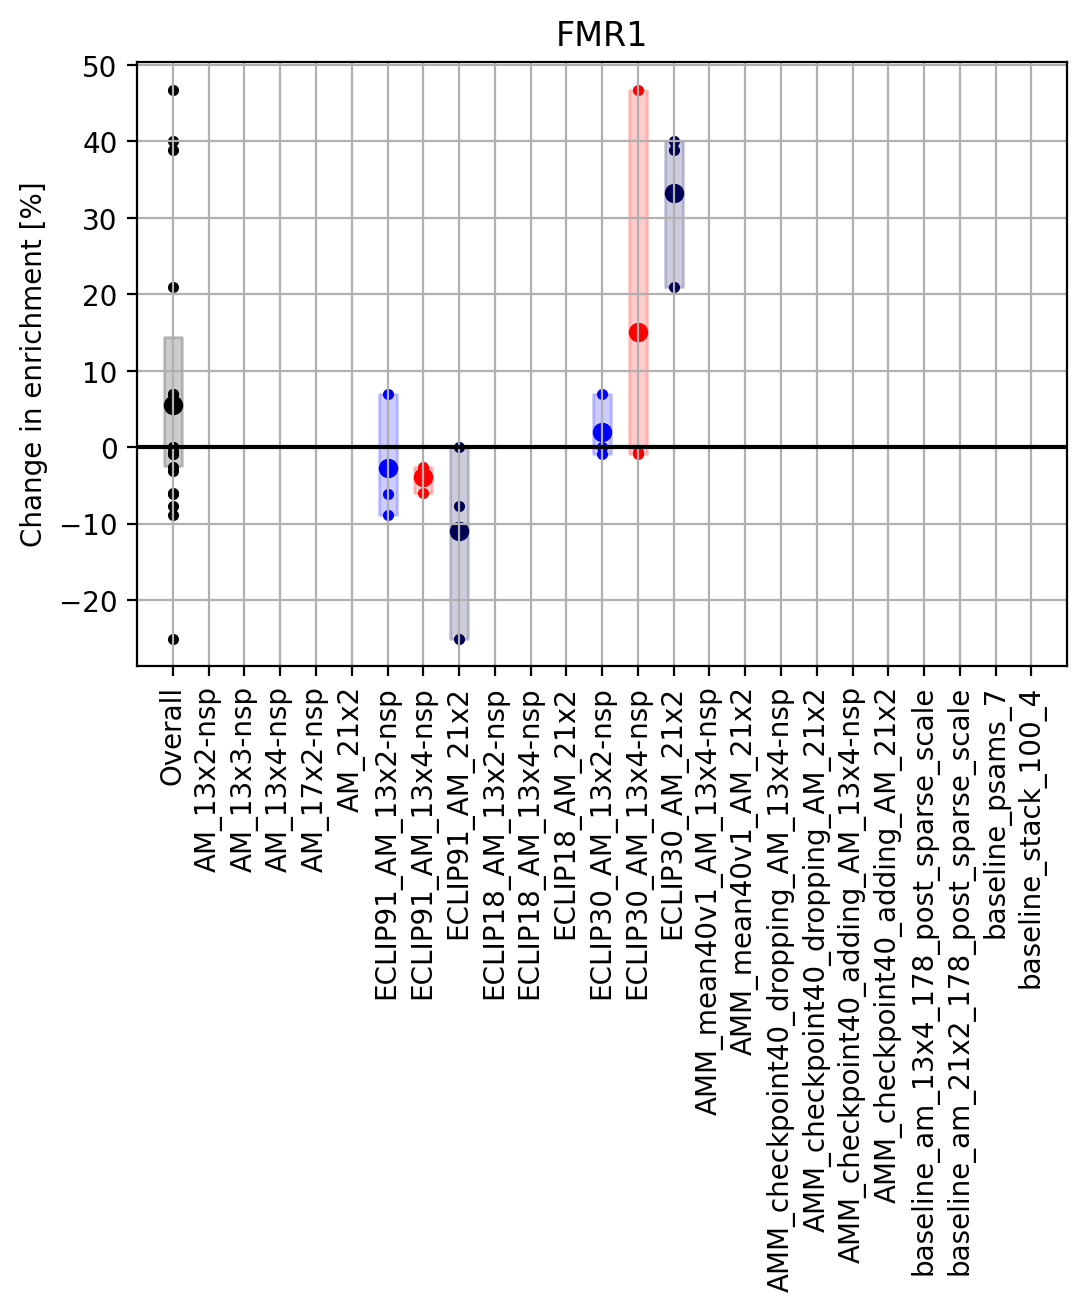 FMR1
Change in enrichment [%]
50
40
30
20
10
0
−10
−20
Overall
AM_13x2-nsp
AM_13x3-nsp
AM_13x4-nsp
AM_17x2-nsp
AM_21x2
ECLIP91_AM_13x2-nsp
ECLIP91_AM_13x4-nsp
ECLIP91_AM_21x2
ECLIP18_AM_13x2-nsp
ECLIP18_AM_13x4-nsp
ECLIP18_AM_21x2
ECLIP30_AM_13x2-nsp
ECLIP30_AM_13x4-nsp
ECLIP30_AM_21x2
AMM_mean40v1_AM_13x4-nsp
AMM_mean40v1_AM_21x2
AMM_checkpoint40_dropping_AM_13x4-nsp
AMM_checkpoint40_dropping_AM_21x2
AMM_checkpoint40_adding_AM_13x4-nsp
AMM_checkpoint40_adding_AM_21x2
baseline_am_13x4_178_post_sparse_scale
baseline_am_21x2_178_post_sparse_scale
baseline_psams_7
baseline_stack_100_4